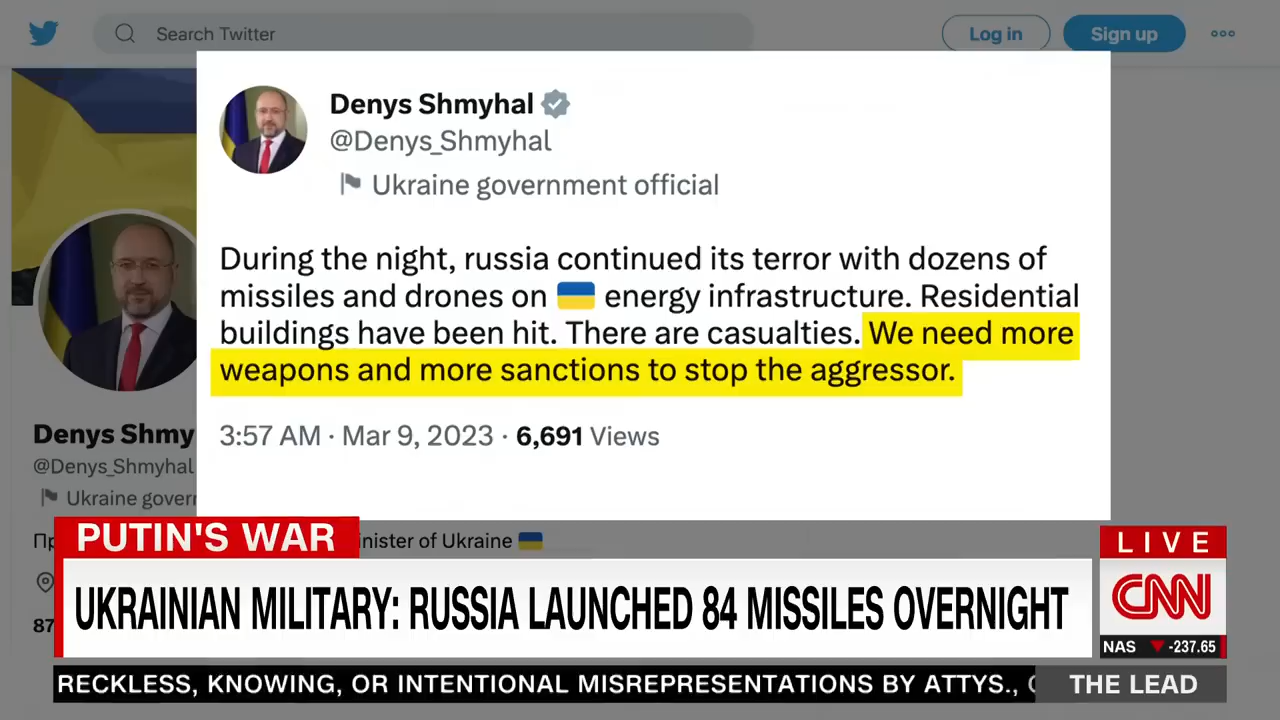 Search Twitter
Log in
Sign up
Denys Shmyhal
@Denys_Shmyhal
Ukraine government official
During the night, russia continued its terror with dozens of
missiles and drones on 🇺🇦 energy infrastructure. Residential
buildings have been hit. There are casualties. We need more
weapons and more sanctions to stop the aggressor.
3:57 AM · Mar 9, 2023 · 6,691 Views
Denys Shmy
@Denys_Shmyhal
Ukraine govern
inister of Ukraine 🇺🇦
87
PUTIN'S WAR
UKRAINIAN MILITARY: RUSSIA LAUNCHED 84 MISSILES OVERNIGHT
LIVE
CNN
NAS ▼ -237.65
RECKLESS, KNOWING, OR INTENTIONAL MISREPRESENTATIONS BY ATTYS.,
THE LEAD